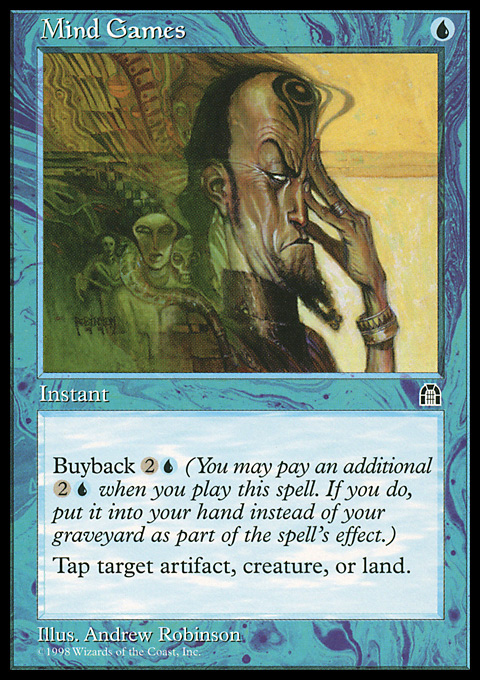 Mind Games
Instant
Buyback 2 (You may pay an additional
2 when you play this spell. If you do,
put it into your hand instead of your
graveyard as part of the spell's effect.)
Tap target artifact, creature, or land.
Illus. Andrew Robinson
©1998 Wizards of the Coast, Inc.